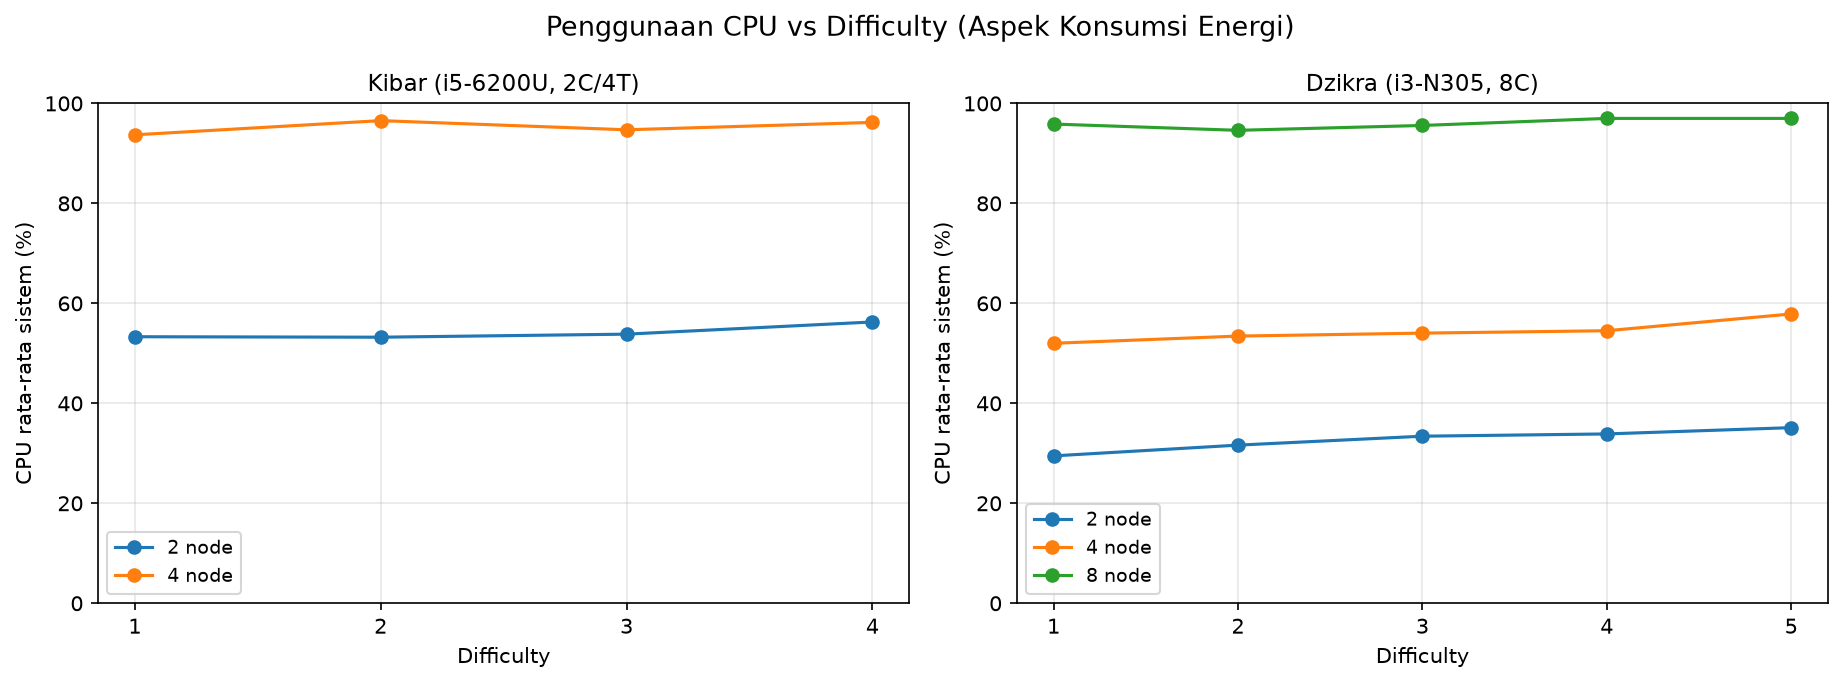 Penggunaan CPU vs Difficulty (Aspek Konsumsi Energi)
Kibar (i5-6200U, 2C/4T)
CPU rata-rata sistem (%)
100
80
60
40
20
0
2 node
4 node
1 2 3 4
Difficulty
Dzikra (i3-N305, 8C)
CPU rata-rata sistem (%)
100
80
60
40
20
0
2 node
4 node
8 node
1 2 3 4 5
Difficulty